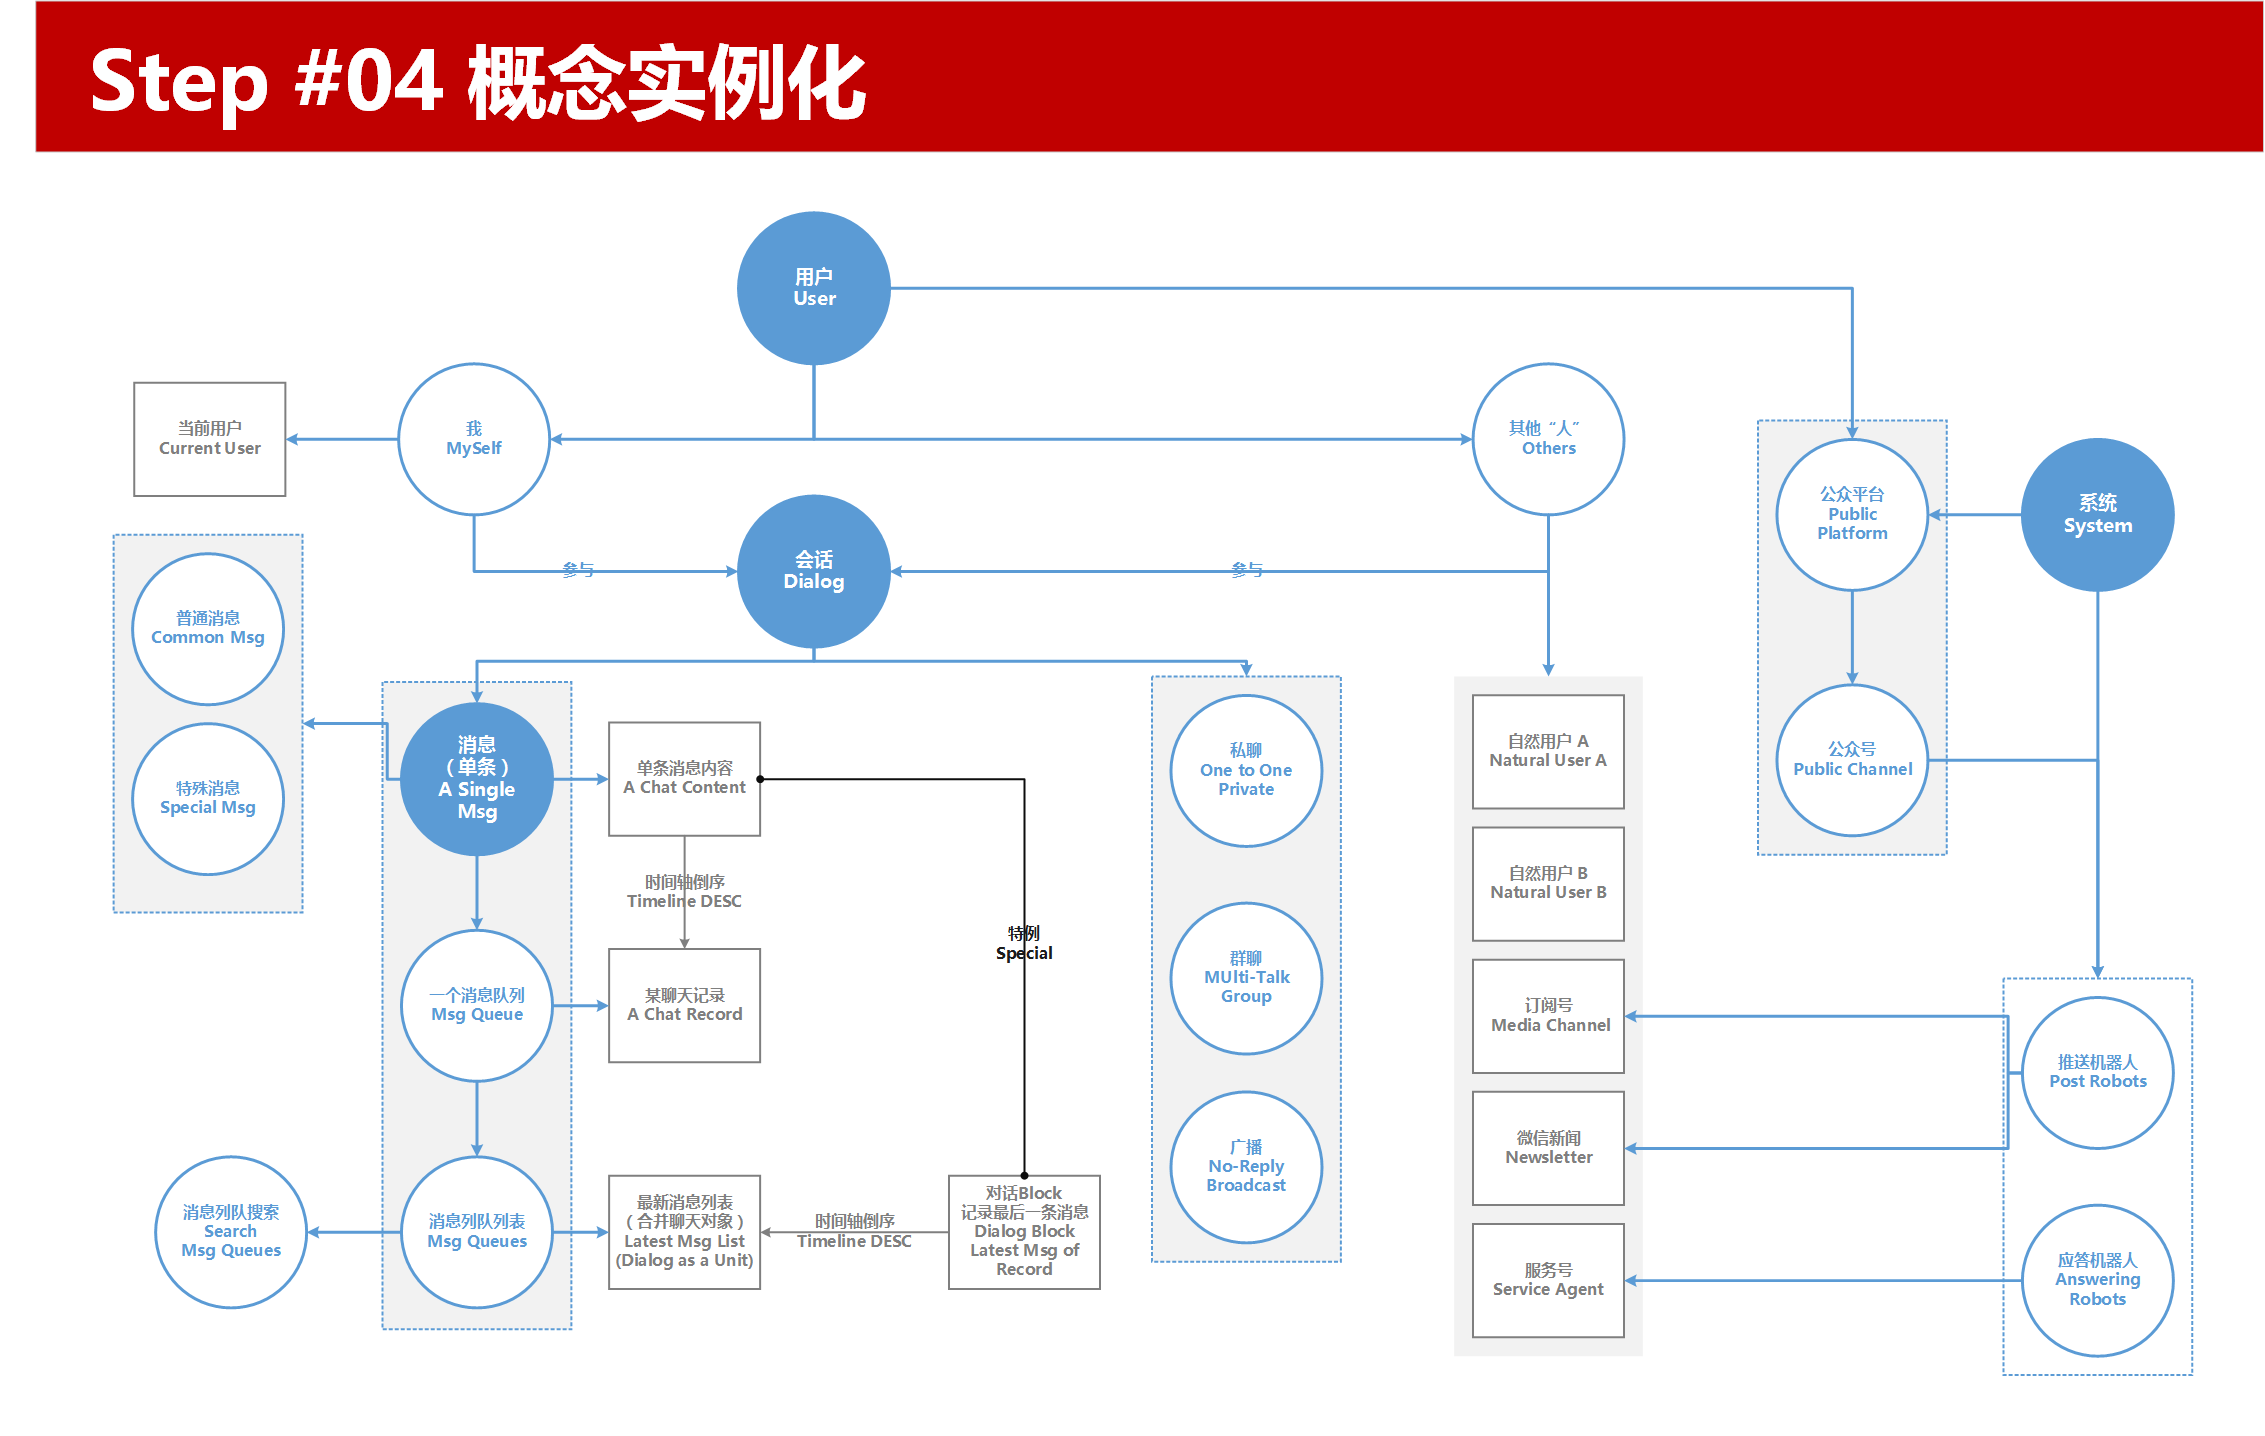 Step #04 概念实例化
用户
User
当前用户
Current User
我
MySelf
其他“人”
Others
公众平台
Public
Platform
系统
System
会话
Dialog
参与
参与
普通消息
Common Msg
特殊消息
Special Msg
消息
（单条）
A Single
Msg
单条消息内容
A Chat Content
时间轴倒序
Timeline DESC
特例
Special
一个消息队列
Msg Queue
某聊天记录
A Chat Record
消息列队搜索
Search
Msg Queues
消息列队列表
Msg Queues
最新消息列表
（合并聊天对象）
Latest Msg List
(Dialog as a Unit)
时间轴倒序
Timeline DESC
对话Block
记录最后一条消息
Dialog Block
Latest Msg of
Record
私聊
One to One
Private
群聊
MUlti-Talk
Group
广播
No-Reply
Broadcast
自然用户 A
Natural User A
自然用户 B
Natural User B
订阅号
Media Channel
微信新闻
Newsletter
服务号
Service Agent
公众号
Public Channel
推送机器人
Post Robots
应答机器人
Answering
Robots